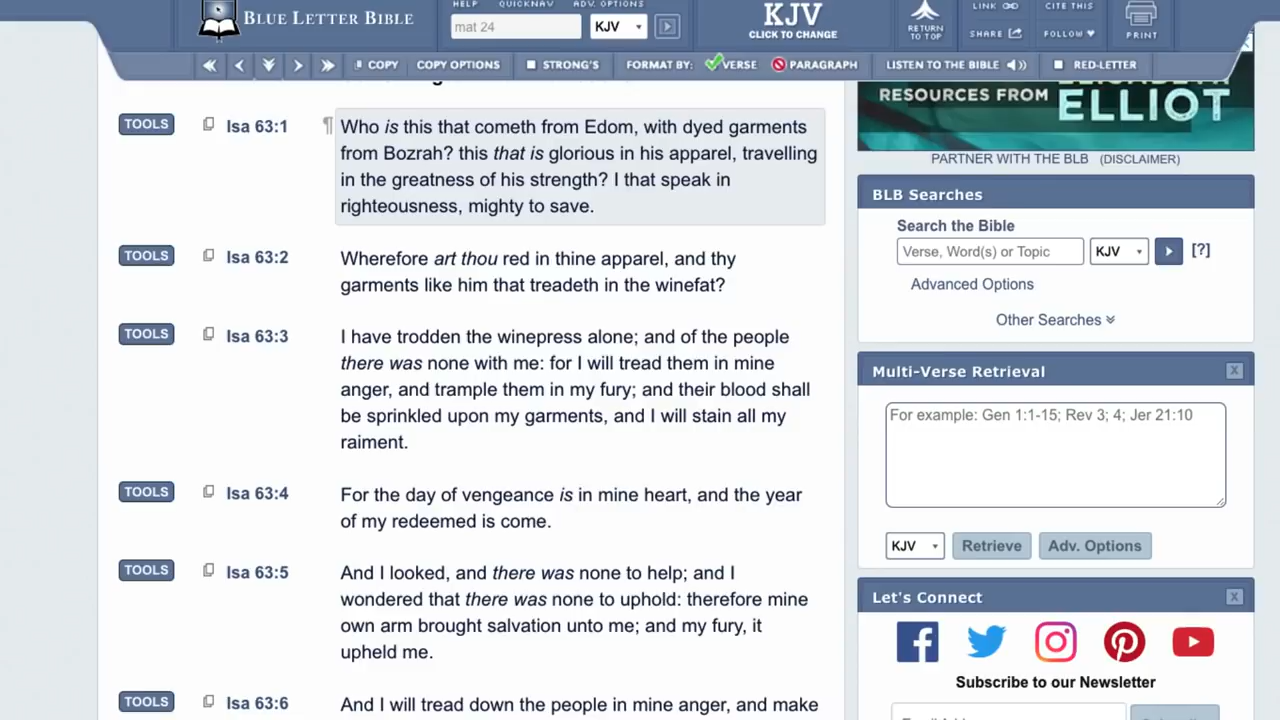 HELP QUICKNAV ADV. OPTIONS
BLUE LETTER BIBLE
mat 24
KJV
KJV
CLICK TO CHANGE
RETURN
TO TOP
LINK
CITE THIS
SHARE
FOLLOW
PRINT
COPY
COPY OPTIONS
STRONG'S
FORMAT BY:
VERSE
PARAGRAPH
LISTEN TO THE BIBLE
RED-LETTER
TOOLS
Isa 63:1
¶ Who is this that cometh from Edom, with dyed garments
from Bozrah? this that is glorious in his apparel, travelling
in the greatness of his strength? I that speak in
righteousness, mighty to save.
TOOLS
Isa 63:2
Wherefore art thou red in thine apparel, and thy
garments like him that treadeth in the winefat?
TOOLS
Isa 63:3
I have trodden the winepress alone; and of the people
there was none with me: for I will tread them in mine
anger, and trample them in my fury; and their blood shall
be sprinkled upon my garments, and I will stain all my
raiment.
TOOLS
Isa 63:4
For the day of vengeance is in mine heart, and the year
of my redeemed is come.
TOOLS
Isa 63:5
And I looked, and there was none to help; and I
wondered that there was none to uphold: therefore mine
own arm brought salvation unto me; and my fury, it
upheld me.
TOOLS
Isa 63:6
And I will tread down the people in mine anger, and make
RESOURCES FROM
ELLIOT
PARTNER WITH THE BLB (DISCLAIMER)
BLB Searches
Search the Bible
Verse, Word(s) or Topic
KJV
[?]
Advanced Options
Other Searches
Multi-Verse Retrieval
X
For example: Gen 1:1-15; Rev 3; 4; Jer 21:10
KJV
Retrieve
Adv. Options
Let's Connect
X
Subscribe to our Newsletter